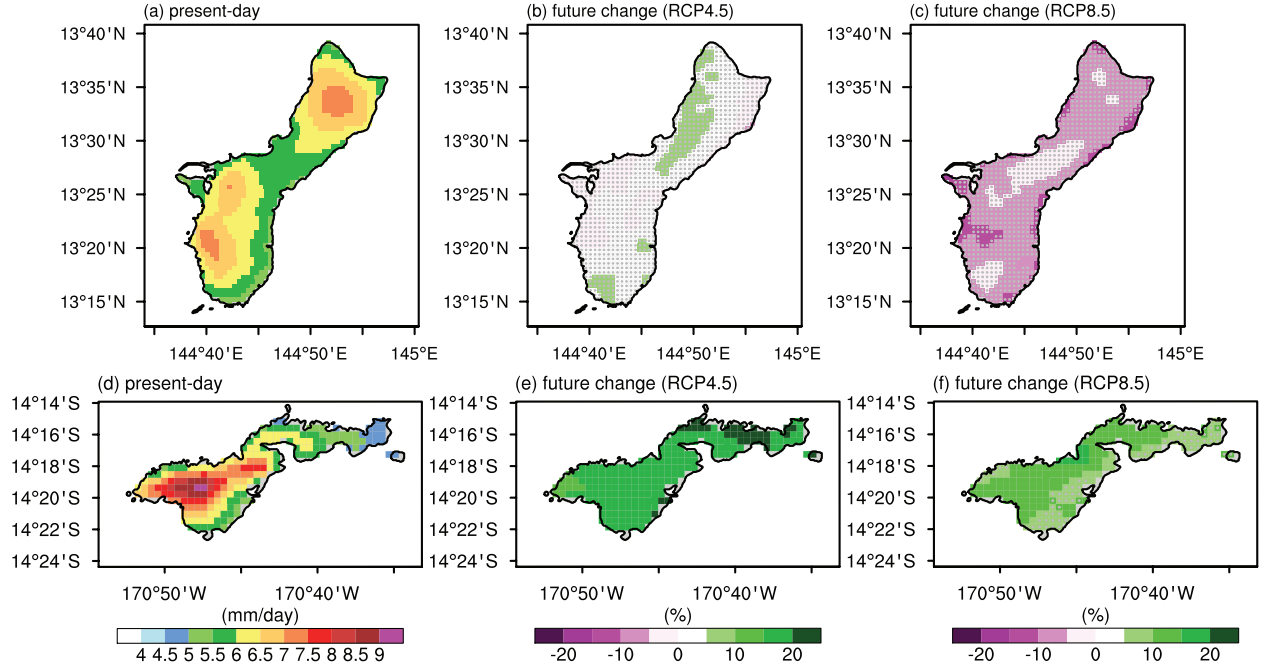 (a) present-day (b) future change (RCP4.5) (c) future change (RCP8.5)
13°40'N 13°40'N 13°40'N
13°35'N 13°35'N 13°35'N
13°30'N 13°30'N 13°30'N
13°25'N 13°25'N 13°25'N
13°20'N 13°20'N 13°20'N
13°15'N 13°15'N 13°15'N
144°40'E 144°50'E 145°E 144°40'E 144°50'E 145°E 144°40'E 144°50'E 145°E
(d) present-day (e) future change (RCP4.5) (f) future change (RCP8.5)
14°14'S 14°14'S 14°14'S
14°16'S 14°16'S 14°16'S
14°18'S 14°18'S 14°18'S
14°20'S 14°20'S 14°20'S
14°22'S 14°22'S 14°22'S
14°24'S 14°24'S 14°24'S
170°50'W 170°40'W 170°50'W 170°40'W 170°50'W 170°40'W
(mm/day) (%) (%)
4 4.5 5 5.5 6 6.5 7 7.5 8 8.5 9 -20 -10 0 10 20 -20 -10 0 10 20